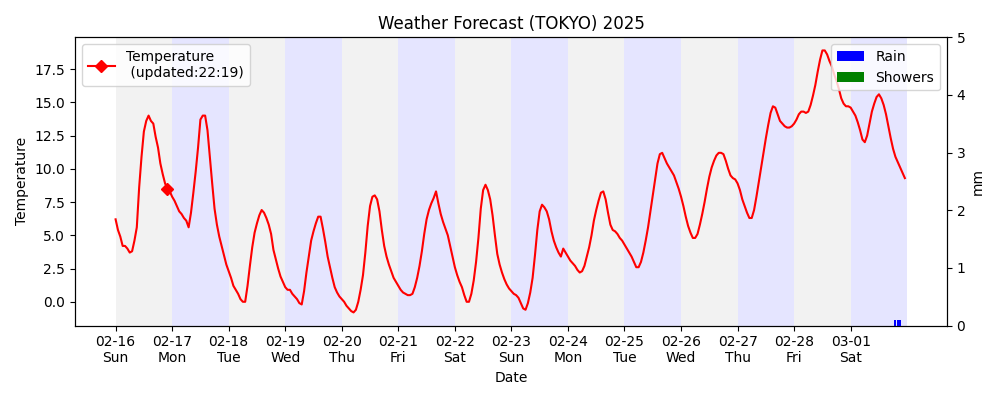 Weather Forecast (TOKYO) 2025
Temperature
(updated:22:19)
Rain
Showers
Temperature
17.5
15.0
12.5
10.0
7.5
5.0
2.5
0.0
5
4
3
2
1
0
mm
02-16 02-17 02-18 02-19 02-20 02-21 02-22 02-23 02-24 02-25 02-26 02-27 02-28 03-01
Sun Mon Tue Wed Thu Fri Sat Sun Mon Tue Wed Thu Fri Sat
Date